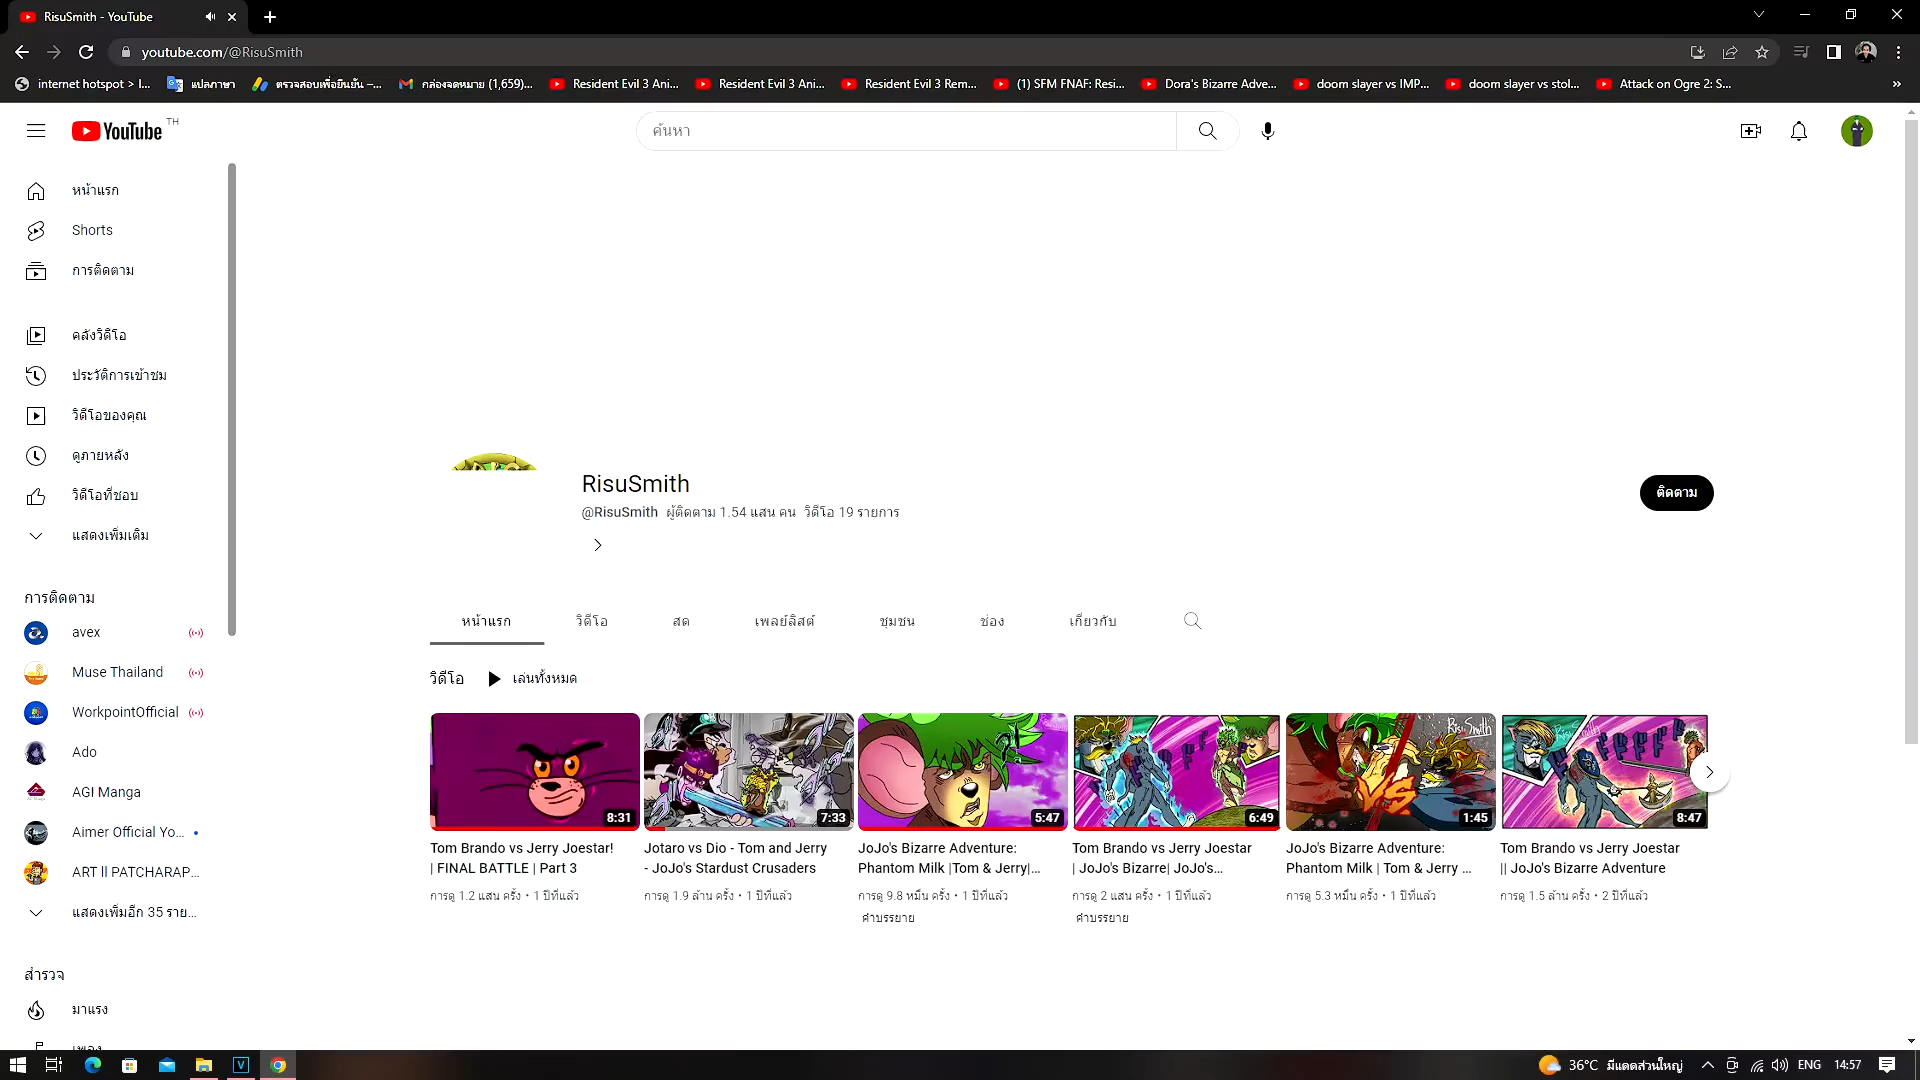 RisuSmith - YouTube
youtube.com/@RisuSmith
internet hotspot > I...
แปลภาษา
ตรวจสอบเพื่อยืนยัน –...
กล่องจดหมาย (1,659)...
Resident Evil 3 Ani...
Resident Evil 3 Ani...
Resident Evil 3 Rem...
(1) SFM FNAF: Resi...
Dora's Bizarre Adve...
doom slayer vs IMP...
doom slayer vs stol...
Attack on Ogre 2: S...
»
YouTube TH
ค้นหา
หน้าแรก
Shorts
การติดตาม
คลังวิดีโอ
ประวัติการเข้าชม
วิดีโอของคุณ
ดูภายหลัง
วิดีโอที่ชอบ
แสดงเพิ่มเติม
การติดตาม
avex
Muse Thailand
WorkpointOfficial
Ado
AGI Manga
Aimer Official Yo...
ART ll PATCHARAP...
แสดงเพิ่มอีก 35 ราย...
สำรวจ
มาแรง
เพลง
RisuSmith
@RisuSmith ผู้ติดตาม 1.54 แสน คน วิดีโอ 19 รายการ
ติดตาม
หน้าแรก
วิดีโอ
สด
เพลย์ลิสต์
ชุมชน
ช่อง
เกี่ยวกับ
วิดีโอ
เล่นทั้งหมด
8:31
Tom Brando vs Jerry Joestar!
| FINAL BATTLE | Part 3
การดู 1.2 แสน ครั้ง • 1 ปีที่แล้ว
7:33
Jotaro vs Dio - Tom and Jerry
- JoJo's Stardust Crusaders
การดู 1.9 ล้าน ครั้ง • 1 ปีที่แล้ว
5:47
JoJo's Bizarre Adventure:
Phantom Milk |Tom & Jerry|...
การดู 9.8 หมื่น ครั้ง • 1 ปีที่แล้ว
คำบรรยาย
6:49
Tom Brando vs Jerry Joestar
| JoJo's Bizarre| JoJo's...
การดู 2 แสน ครั้ง • 1 ปีที่แล้ว
คำบรรยาย
Risu Smith
VS
1:45
JoJo's Bizarre Adventure:
Phantom Milk | Tom & Jerry ...
การดู 5.3 หมื่น ครั้ง • 1 ปีที่แล้ว
8:47
Tom Brando vs Jerry Joestar
|| JoJo's Bizarre Adventure
การดู 1.5 ล้าน ครั้ง • 2 ปีที่แล้ว
36°C มีแดดส่วนใหญ่
ENG
14:57